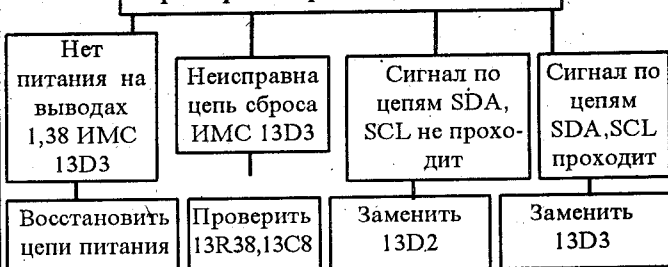 Нет
питания на
выводах
1,38 ИМС
13D3
Неисправна
цепь сброса
ИМС 13D3
Сигнал по
цепям SDA,
SCL не прохо-
дит
Сигнал по
цепям
SDA,SCL
проходит
Восстановить
цепи питания
Проверить
13R38,13C8
Заменить
13D2
Заменить
13D3